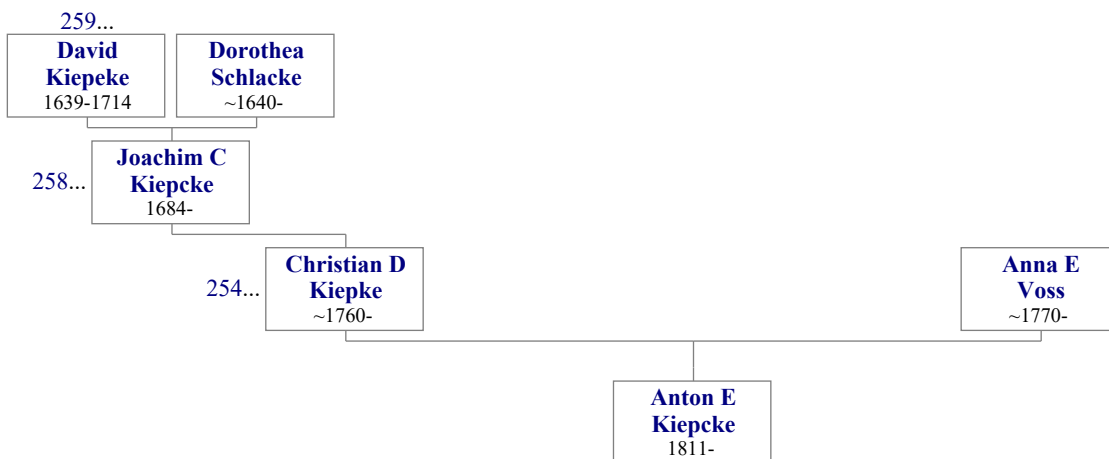 259...
David
Kiepeke
1639-1714
Dorothea
Schlacke
~1640-
258...
Joachim C
Kiepcke
1684-
254...
Christian D
Kiepke
~1760-
Anna E
Voss
~1770-
Anton E
Kiepcke
1811-